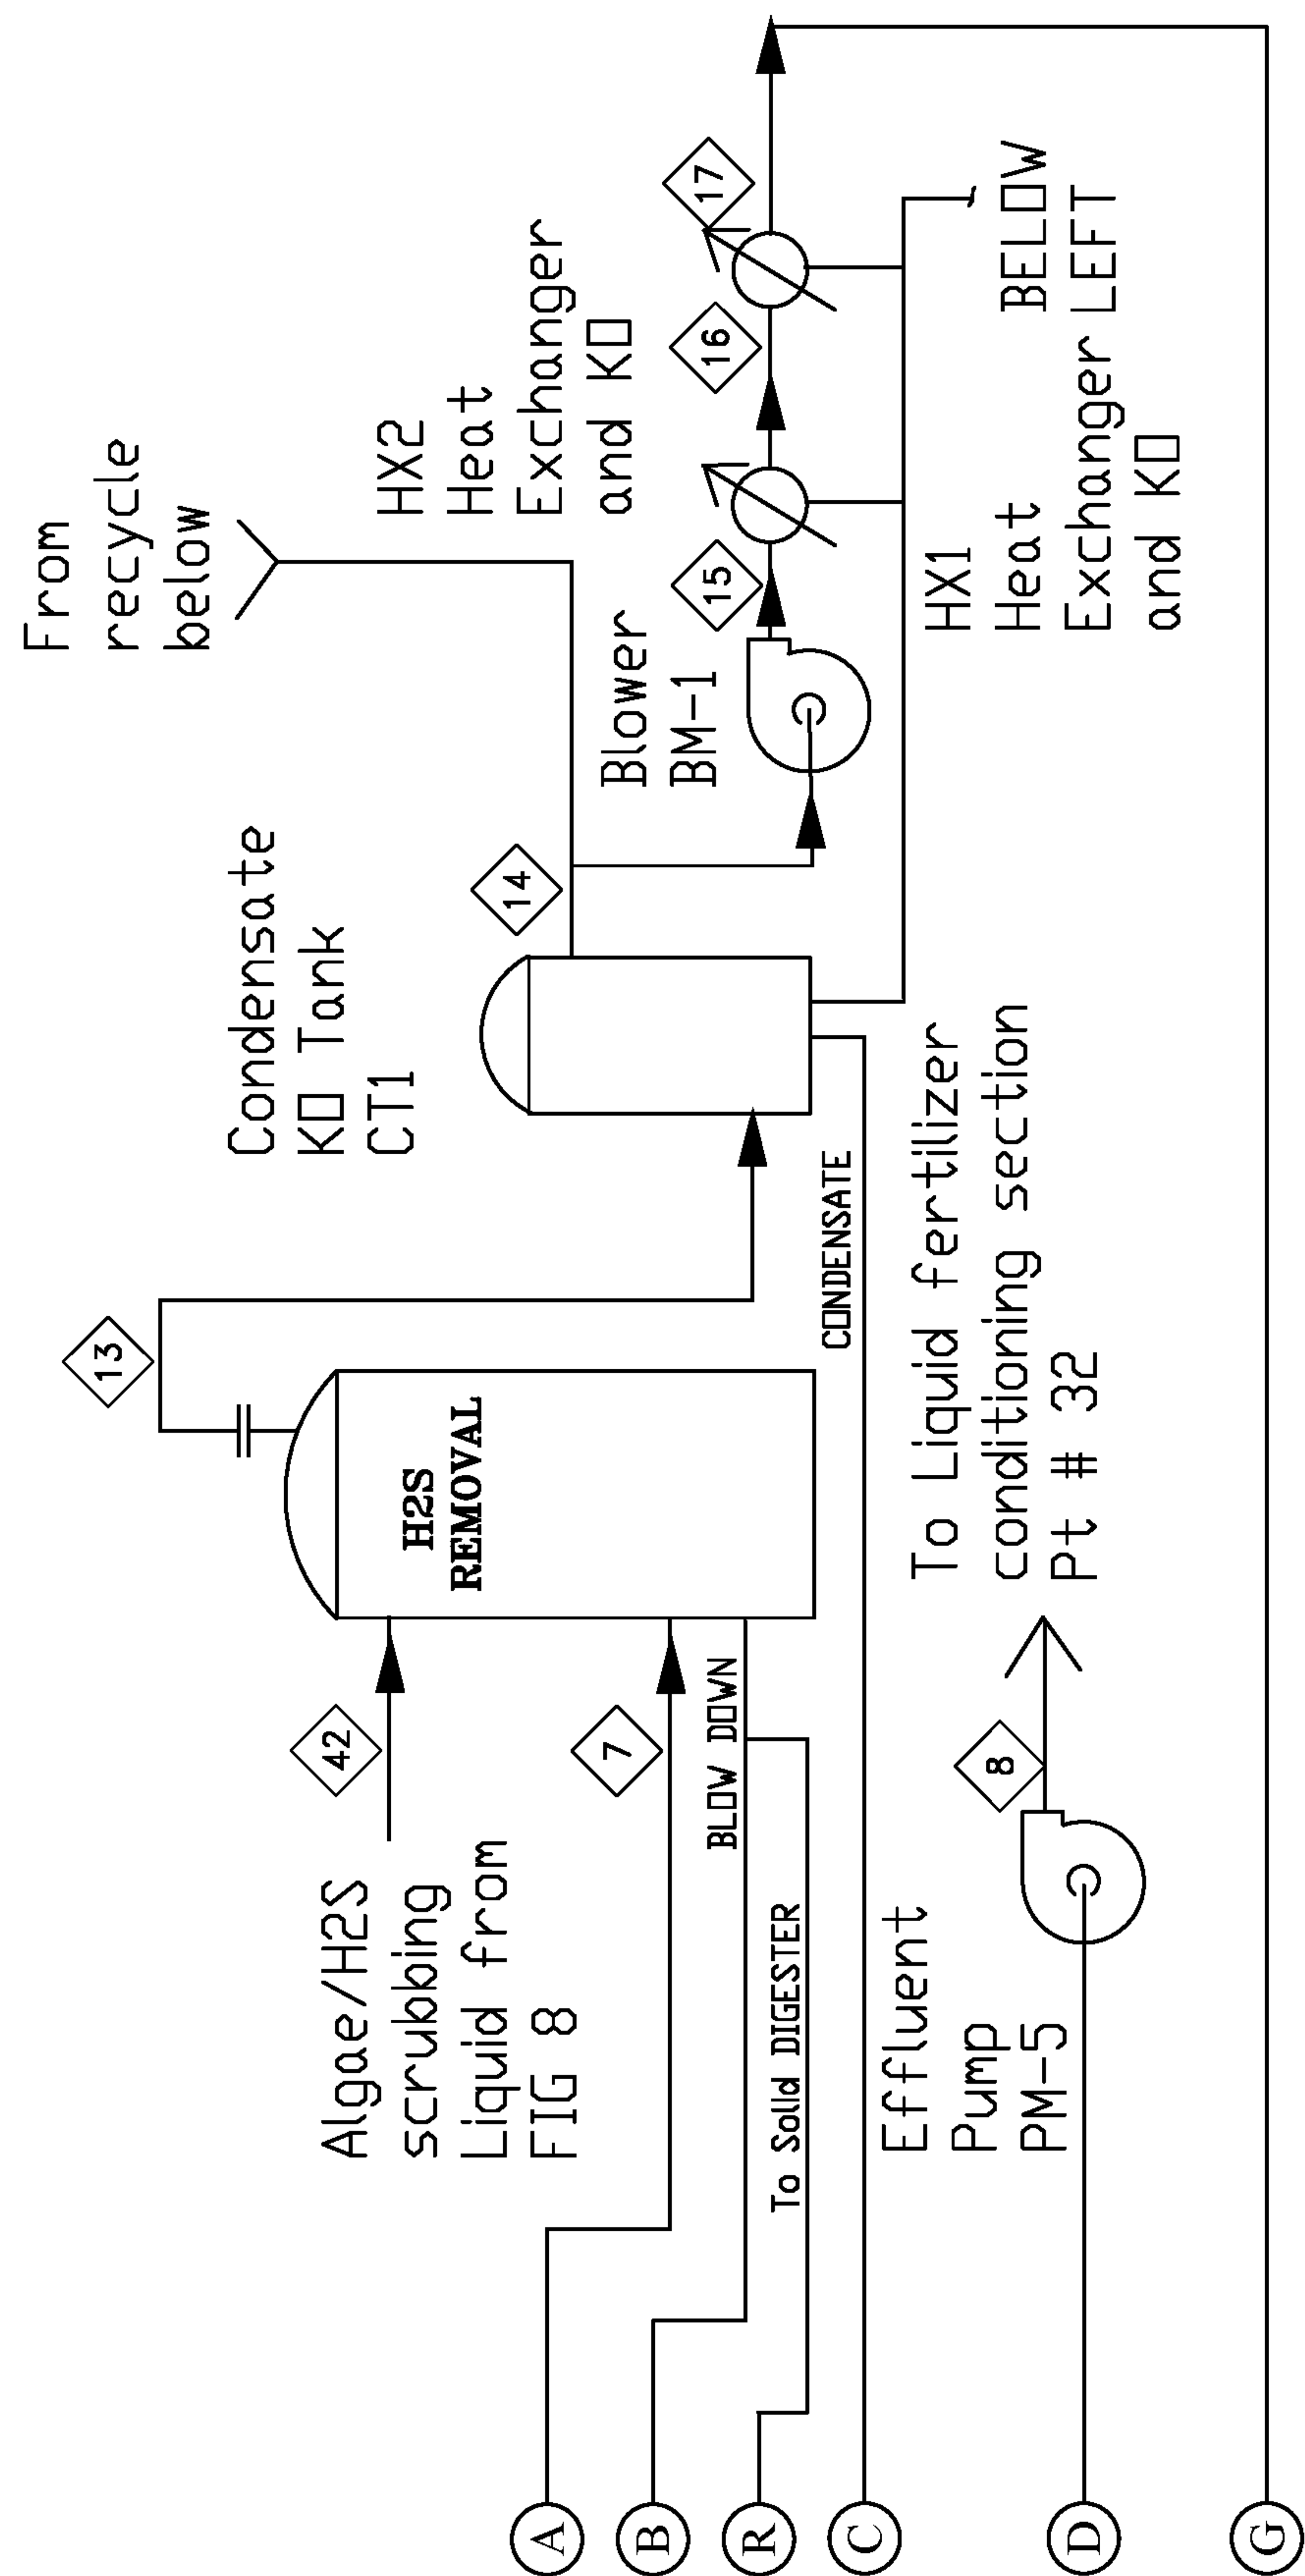 From
recycle
below
13
Condensate
KO Tank
CT1
HX2
Heat
Exchanger
and KO
14
17
16
15
Blower
BM-1
42
H2S
REMOVAL
Algae/H2S
scrubbing
Liquid from
FIG 8
7
BLOW DOWN
To Solid DIGESTER
CONDENSATE
HX1
Heat
Exchanger
and KO
BELOW
LEFT
To Liquid fertilizer
conditioning section
Pt # 32
8
Effluent
Pump
PM-5
A
B
R
C
D
G